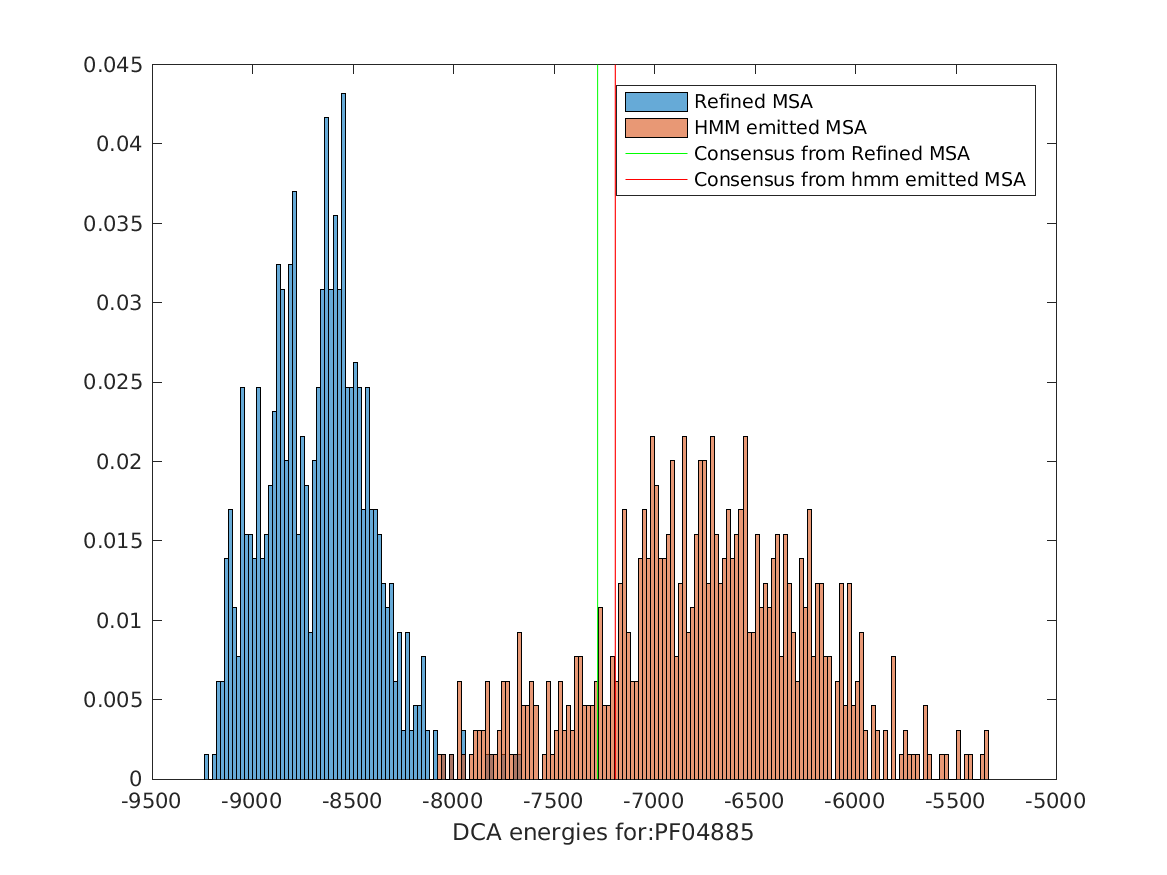 0.045
0.04
0.035
0.03
0.025
0.02
0.015
0.01
0.005
0
Refined MSA
HMM emitted MSA
Consensus from Refined MSA
Consensus from hmm emitted MSA
-9500 -9000 -8500 -8000 -7500 -7000 -6500 -6000 -5500 -5000
DCA energies for:PF04885